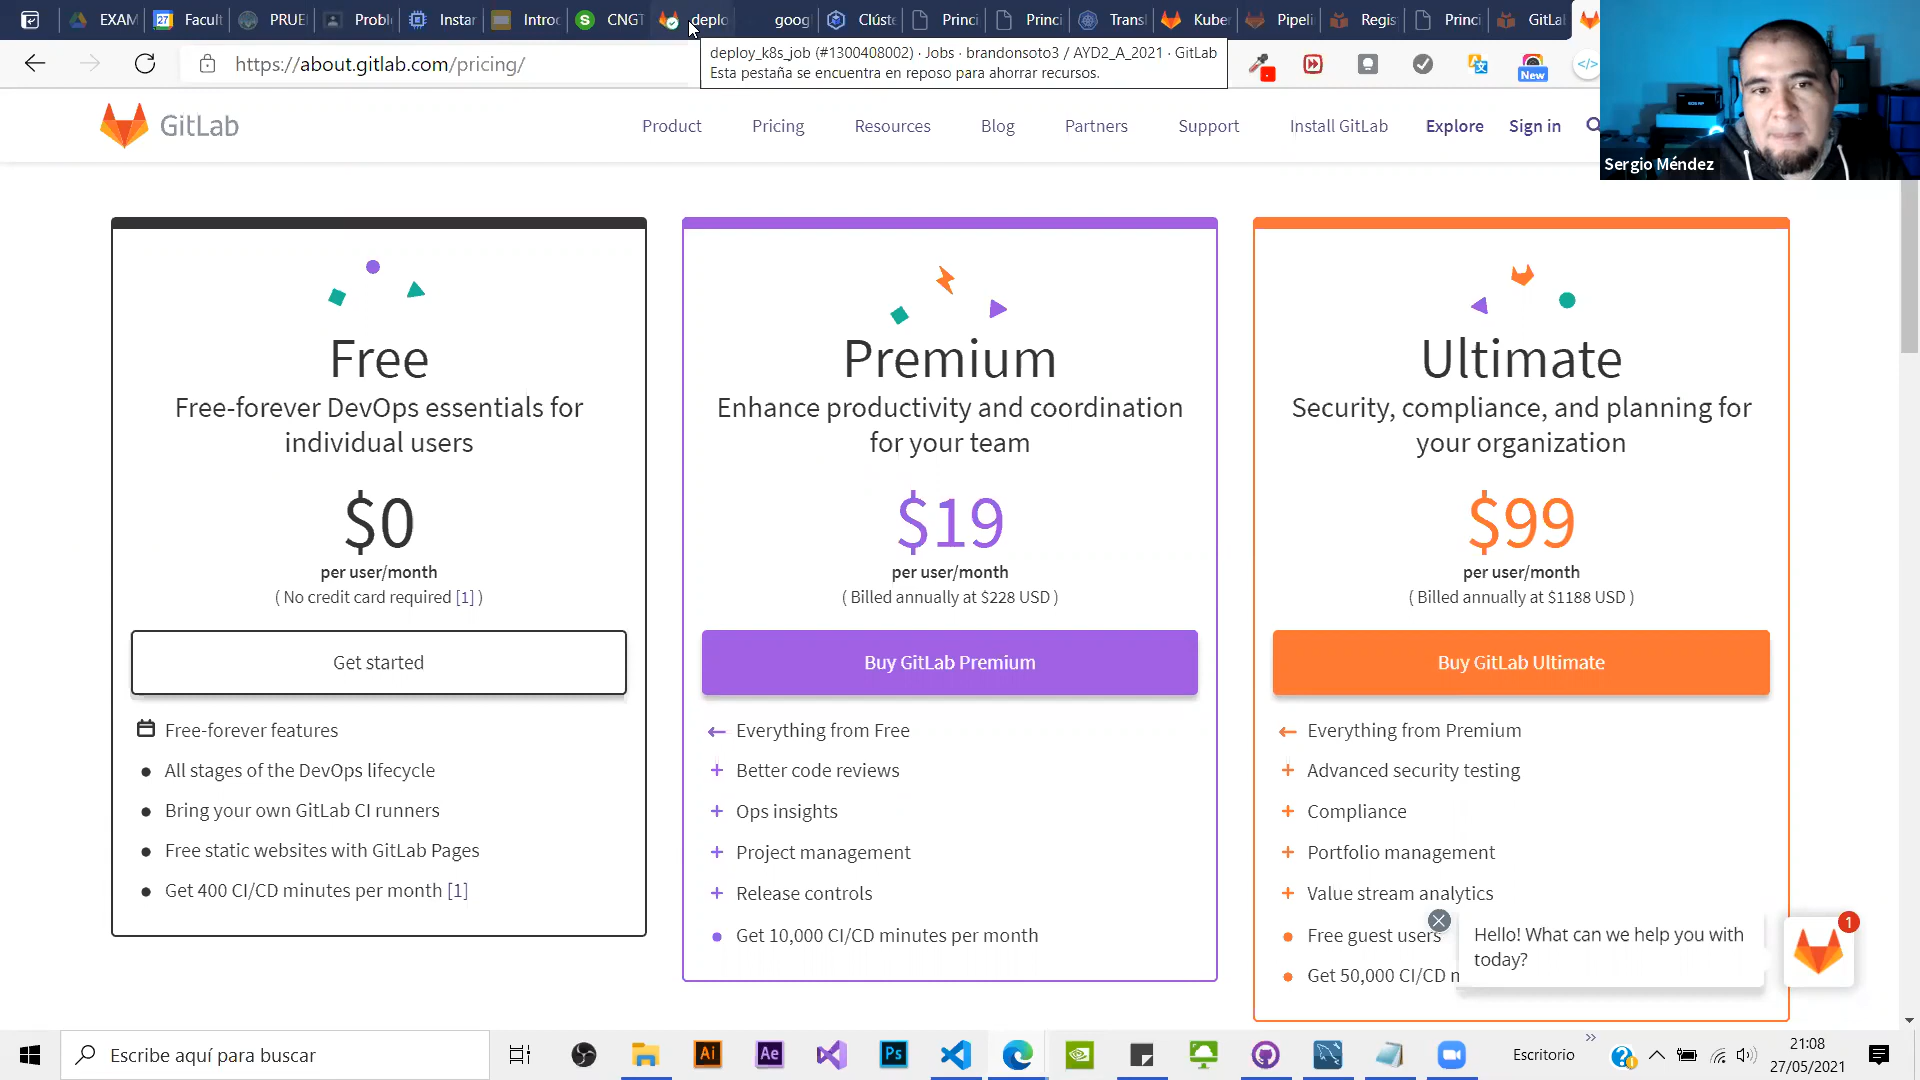 EXAM
Facult
PRUE
Proble
Instar
Introc
CNGT
deplo
goog
Clúste
Princi
Princi
Transl
Kuber
Pipeli
Regis
Princi
GitLa
https://about.gitlab.com/pricing/
deploy_k8s_job (#1300408002) · Jobs · brandonsoto3 / AYD2_A_2021 · GitLab
Esta pestaña se encuentra en reposo para ahorrar recursos.
New
GitLab
Product
Pricing
Resources
Blog
Partners
Support
Install GitLab
Explore
Sign in
Sergio Méndez
Free
Free-forever DevOps essentials for
individual users
$0
per user/month
( No credit card required [1] )
Get started
Free-forever features
All stages of the DevOps lifecycle
Bring your own GitLab CI runners
Free static websites with GitLab Pages
Get 400 CI/CD minutes per month [1]
Premium
Enhance productivity and coordination
for your team
$19
per user/month
( Billed annually at $228 USD )
Buy GitLab Premium
Everything from Free
Better code reviews
Ops insights
Project management
Release controls
Get 10,000 CI/CD minutes per month
Ultimate
Security, compliance, and planning for
your organization
$99
per user/month
( Billed annually at $1188 USD )
Buy GitLab Ultimate
Everything from Premium
Advanced security testing
Compliance
Portfolio management
Value stream analytics
Free guest users
Get 50,000 CI/CD m
Hello! What can we help you with
today?
1
Escribe aquí para buscar
Escritorio
21:08
27/05/2021